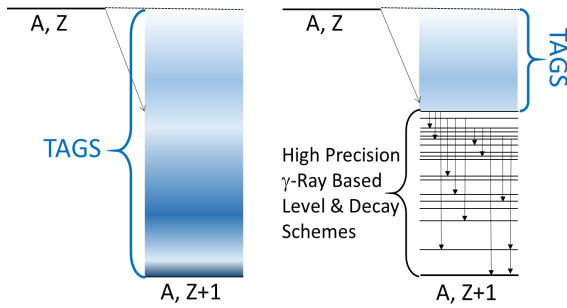 A, Z
TAGS
A, Z+1
A, Z
TAGS
High Precision
γ-Ray Based
Level & Decay
Schemes
A, Z+1